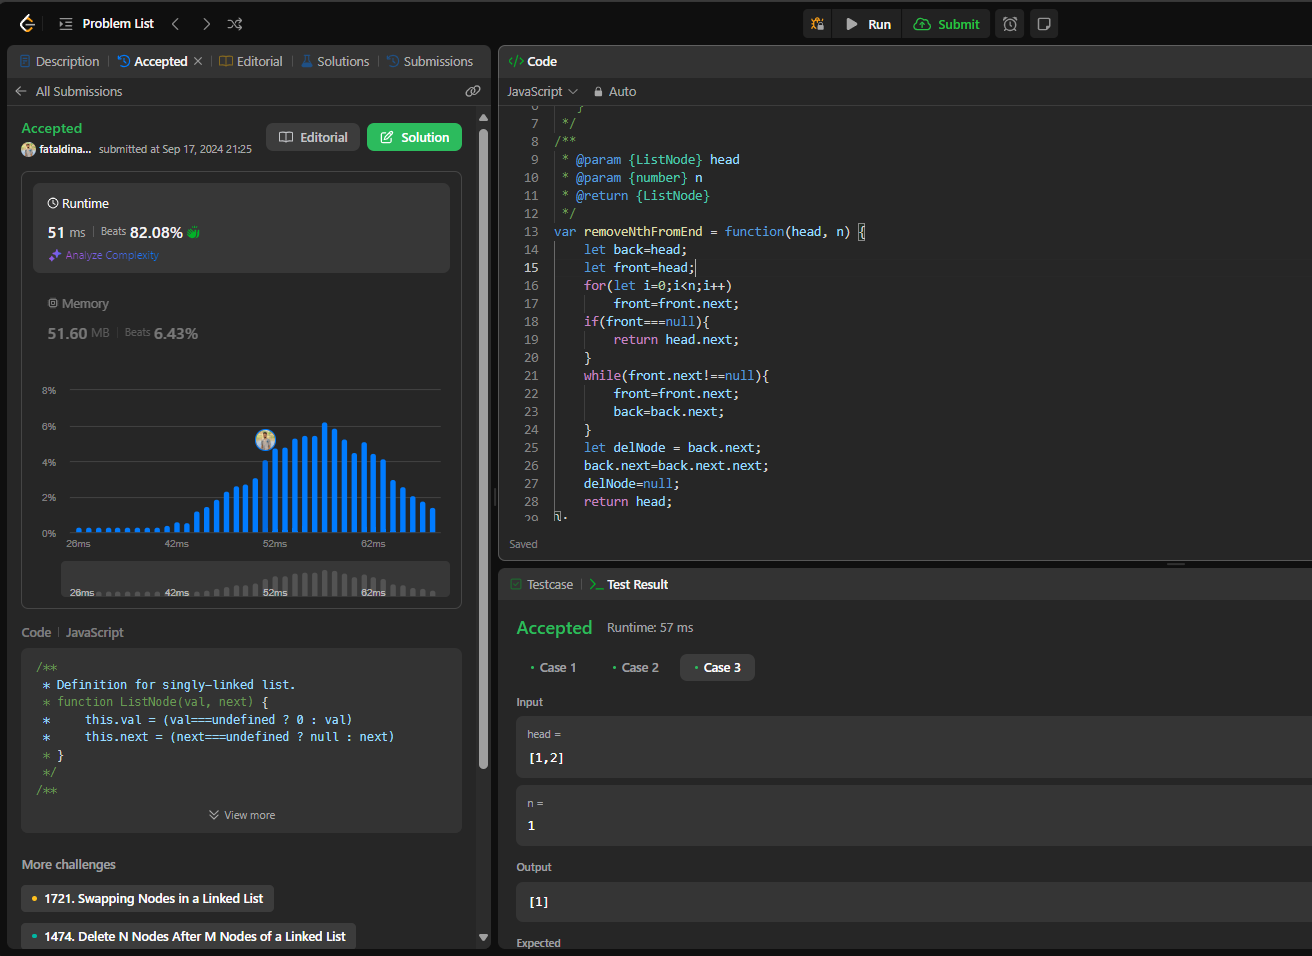 Problem List
Run
Submit
Description
Accepted
Editorial
Solutions
Submissions
All Submissions
Accepted
fataldina... submitted at Sep 17, 2024 21:25
Editorial
Solution
Runtime
51 ms | Beats 82.08%
Analyze Complexity
Memory
51.60 MB | Beats 6.43%
8%
6%
4%
2%
0%
26ms 42ms 52ms 62ms
26ms 42ms 52ms 62ms
Code | JavaScript
/**
* Definition for singly-linked list.
* function ListNode(val, next) {
*     this.val = (val===undefined ? 0 : val)
*     this.next = (next===undefined ? null : next)
* }
*/
/**
View more
More challenges
1721. Swapping Nodes in a Linked List
1474. Delete N Nodes After M Nodes of a Linked List
</> Code
JavaScript
Auto
6 }
7 */
8 /**
9 * @param {ListNode} head
10 * @param {number} n
11 * @return {ListNode}
12 */
13 var removeNthFromEnd = function(head, n) {
14     let back=head;
15     let front=head;
16     for(let i=0;i<n;i++)
17         front=front.next;
18     if(front===null){
19         return head.next;
20     }
21     while(front.next!==null){
22         front=front.next;
23         back=back.next;
24     }
25     let delNode = back.next;
26     back.next=back.next.next;
27     delNode=null;
28     return head;
29 };
Saved
Testcase
Test Result
Accepted Runtime: 57 ms
Case 1
Case 2
Case 3
Input
head =
[1,2]
n =
1
Output
[1]
Expected